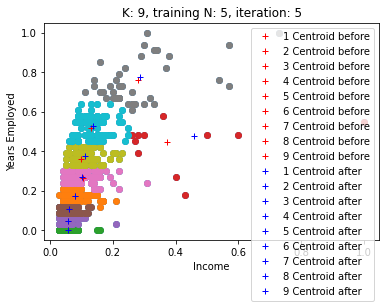 K: 9, training N: 5, iteration: 5
1.0
0.8
0.6
0.4
0.2
0.0
Years Employed
0.0 0.2 0.4 0.6 0.8 1.0
Income
1 Centroid before
2 Centroid before
3 Centroid before
4 Centroid before
5 Centroid before
6 Centroid before
7 Centroid before
8 Centroid before
9 Centroid before
1 Centroid after
2 Centroid after
3 Centroid after
4 Centroid after
5 Centroid after
6 Centroid after
7 Centroid after
8 Centroid after
9 Centroid after